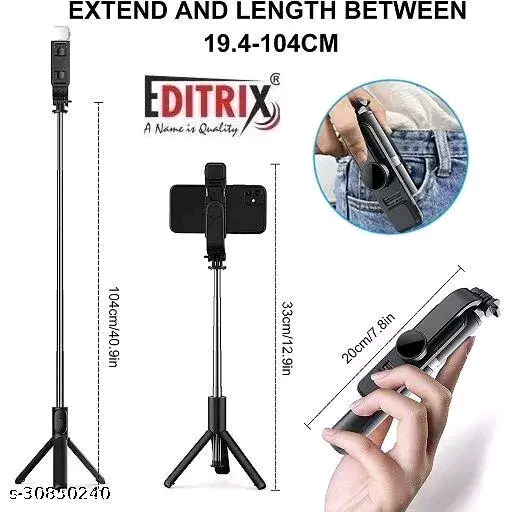 EXTEND AND LENGTH BETWEEN
19.4-104CM
EDITRIX®
A Name is Quality
104cm/40.9in
33cm/12.9in
20cm/7.8in
s-30850240